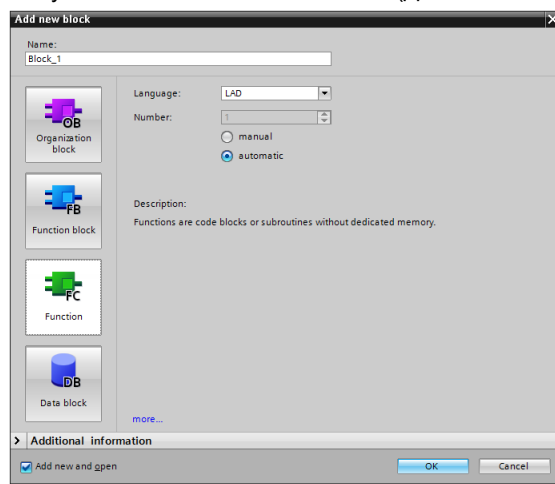 Add new block
Name:
Block_1
OB
Organization
block
FB
Function block
FC
Function
DB
Data block
Language:
LAD
Number:
1
manual
automatic
Description:
Functions are code blocks or subroutines without dedicated memory.
more...
Additional information
Add new and open
OK
Cancel